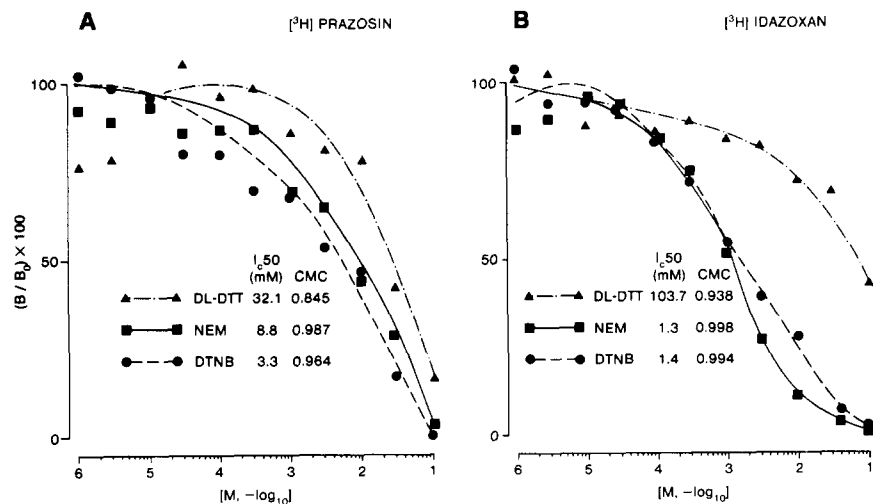 A
[³H] PRAZOSIN
(B / B₀) × 100
100
50
0
I_c50 (mM) CMC
DL-DTT 32.1 0.845
NEM 8.8 0.987
DTNB 3.3 0.964
6 5 4 3 2 1
[M, −log₁₀]
B
[³H] IDAZOXAN
100
50
0
I_c50 (mM) CMC
DL-DTT 103.7 0.938
NEM 1.3 0.998
DTNB 1.4 0.994
6 5 4 3 2 1
[M, −log₁₀]